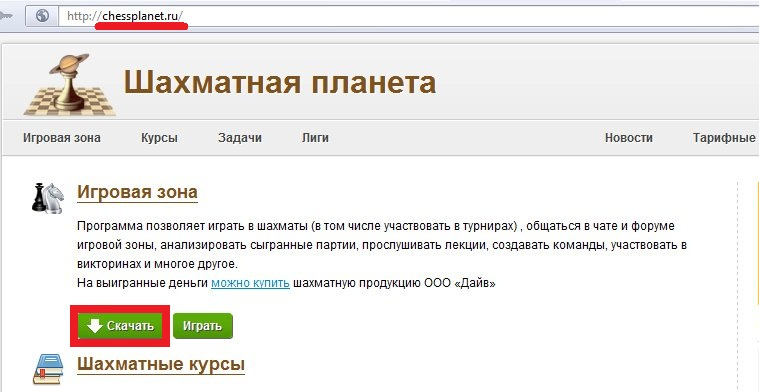 http://chessplanet.ru/
Шахматная планета
Игровая зона Курсы Задачи Лиги Новости Тарифные
Игровая зона
Программа позволяет играть в шахматы (в том числе участвовать в турнирах) , общаться в чате и форуме
игровой зоны, анализировать сыгранные партии, прослушивать лекции, создавать команды, участвовать в
викторинах и многое другое.
На выигранные деньги можно купить шахматную продукцию ООО «Дайв»
Скачать Играть
Шахматные курсы